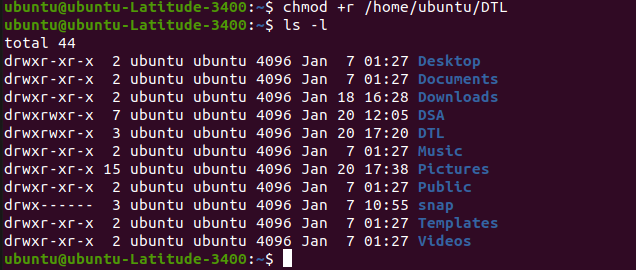 ubuntu@ubuntu-Latitude-3400:~$ chmod +r /home/ubuntu/DTL
ubuntu@ubuntu-Latitude-3400:~$ ls -l
total 44
drwxr-xr-x  2 ubuntu ubuntu 4096 Jan  7 01:27 Desktop
drwxr-xr-x  2 ubuntu ubuntu 4096 Jan  7 01:27 Documents
drwxr-xr-x  2 ubuntu ubuntu 4096 Jan 18 16:28 Downloads
drwxrwxr-x  7 ubuntu ubuntu 4096 Jan 20 12:05 DSA
drwxrwxr-x  3 ubuntu ubuntu 4096 Jan 20 17:20 DTL
drwxr-xr-x  2 ubuntu ubuntu 4096 Jan  7 01:27 Music
drwxr-xr-x 15 ubuntu ubuntu 4096 Jan 20 17:38 Pictures
drwxr-xr-x  2 ubuntu ubuntu 4096 Jan  7 01:27 Public
drwx------  3 ubuntu ubuntu 4096 Jan  7 10:55 snap
drwxr-xr-x  2 ubuntu ubuntu 4096 Jan  7 01:27 Templates
drwxr-xr-x  2 ubuntu ubuntu 4096 Jan  7 01:27 Videos
ubuntu@ubuntu-Latitude-3400:~$